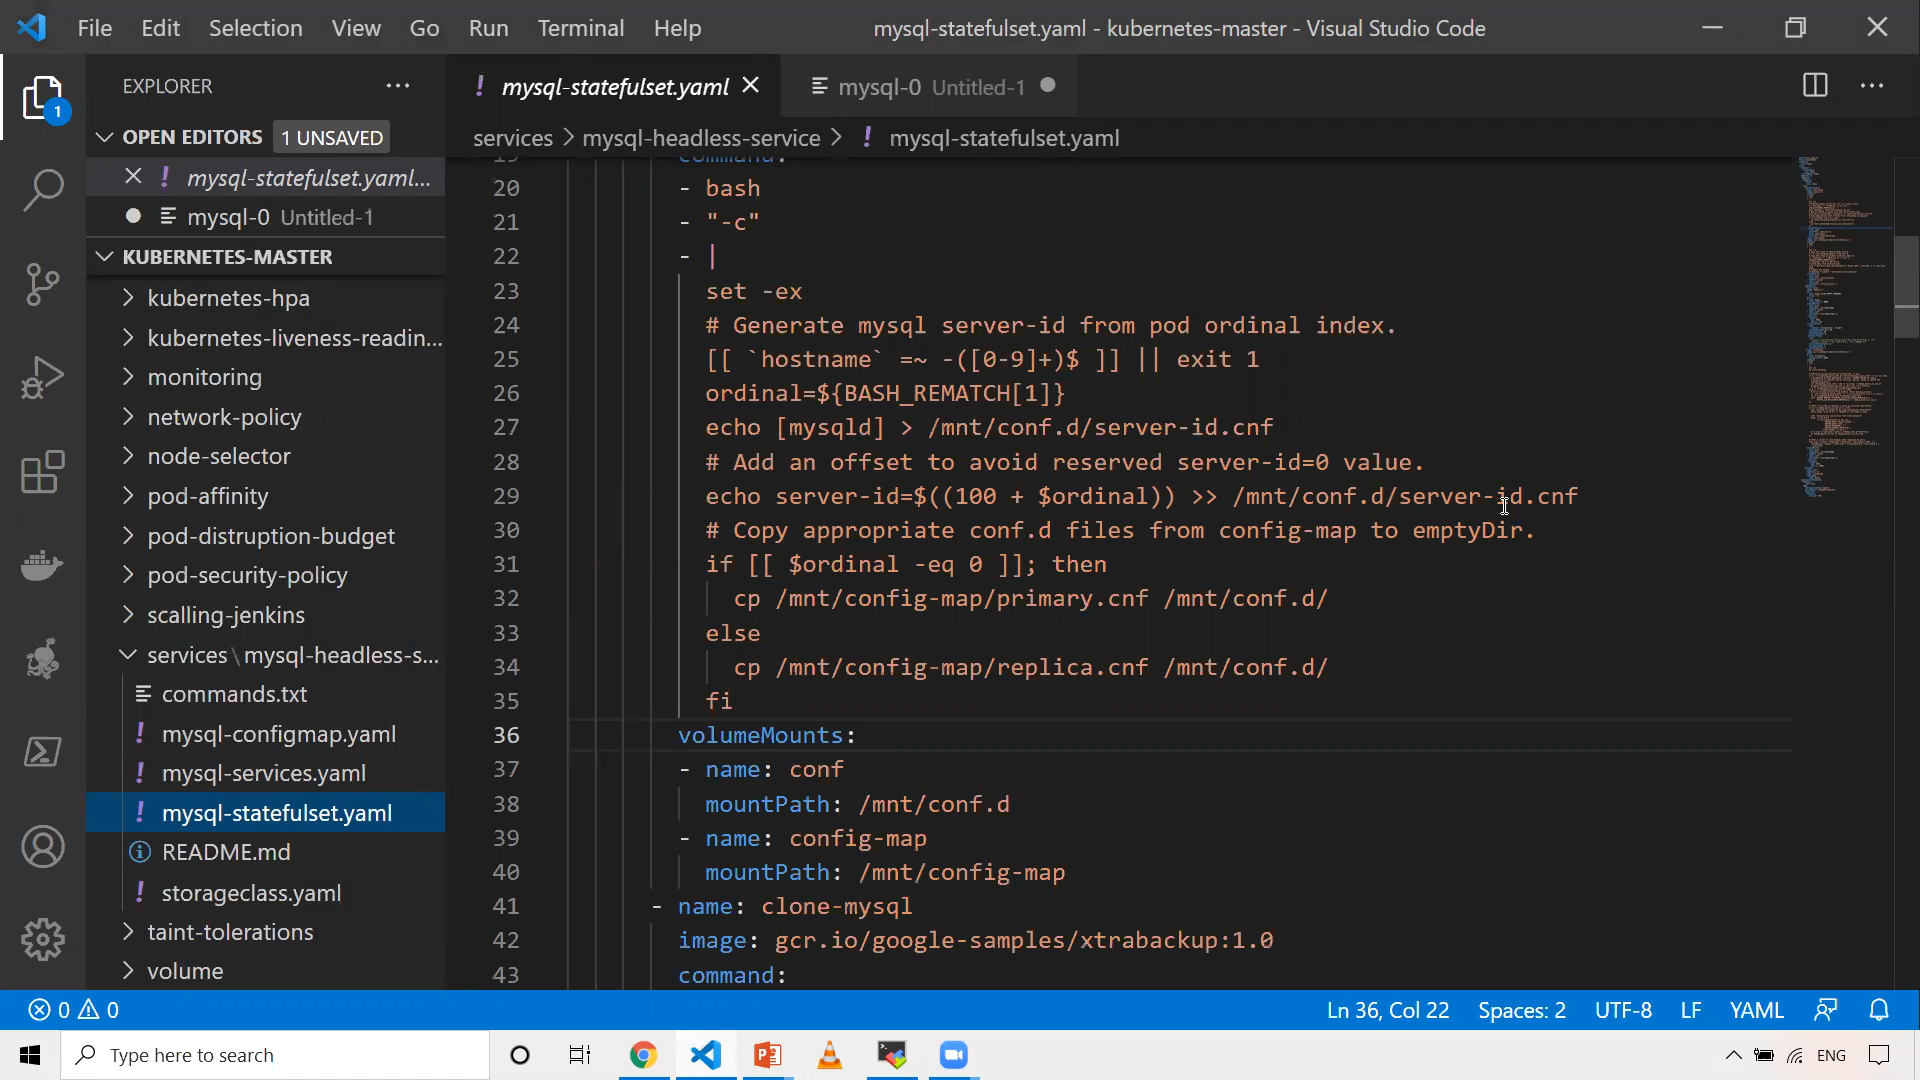 File Edit Selection View Go Run Terminal Help mysql-statefulset.yaml - kubernetes-master - Visual Studio Code
EXPLORER
mysql-statefulset.yaml
mysql-0 Untitled-1
1
OPEN EDITORS 1 UNSAVED
services > mysql-headless-service > mysql-statefulset.yaml
mysql-statefulset.yaml...
mysql-0 Untitled-1
KUBERNETES-MASTER
kubernetes-hpa
kubernetes-liveness-readin...
monitoring
network-policy
node-selector
pod-affinity
pod-distruption-budget
pod-security-policy
scalling-jenkins
services\mysql-headless-s...
commands.txt
mysql-configmap.yaml
mysql-services.yaml
mysql-statefulset.yaml
README.md
storageclass.yaml
taint-tolerations
volume
19 command:
20 - bash
21 - "-c"
22 - |
23 set -ex
24 # Generate mysql server-id from pod ordinal index.
25 [[ `hostname` =~ -([0-9]+)$ ]] || exit 1
26 ordinal=${BASH_REMATCH[1]}
27 echo [mysqld] > /mnt/conf.d/server-id.cnf
28 # Add an offset to avoid reserved server-id=0 value.
29 echo server-id=$((100 + $ordinal)) >> /mnt/conf.d/server-id.cnf
30 # Copy appropriate conf.d files from config-map to emptyDir.
31 if [[ $ordinal -eq 0 ]]; then
32 cp /mnt/config-map/primary.cnf /mnt/conf.d/
33 else
34 cp /mnt/config-map/replica.cnf /mnt/conf.d/
35 fi
36 volumeMounts:
37 - name: conf
38 mountPath: /mnt/conf.d
39 - name: config-map
40 mountPath: /mnt/config-map
41 - name: clone-mysql
42 image: gcr.io/google-samples/xtrabackup:1.0
43 command:
0 0 Ln 36, Col 22 Spaces: 2 UTF-8 LF YAML
Type here to search
ENG